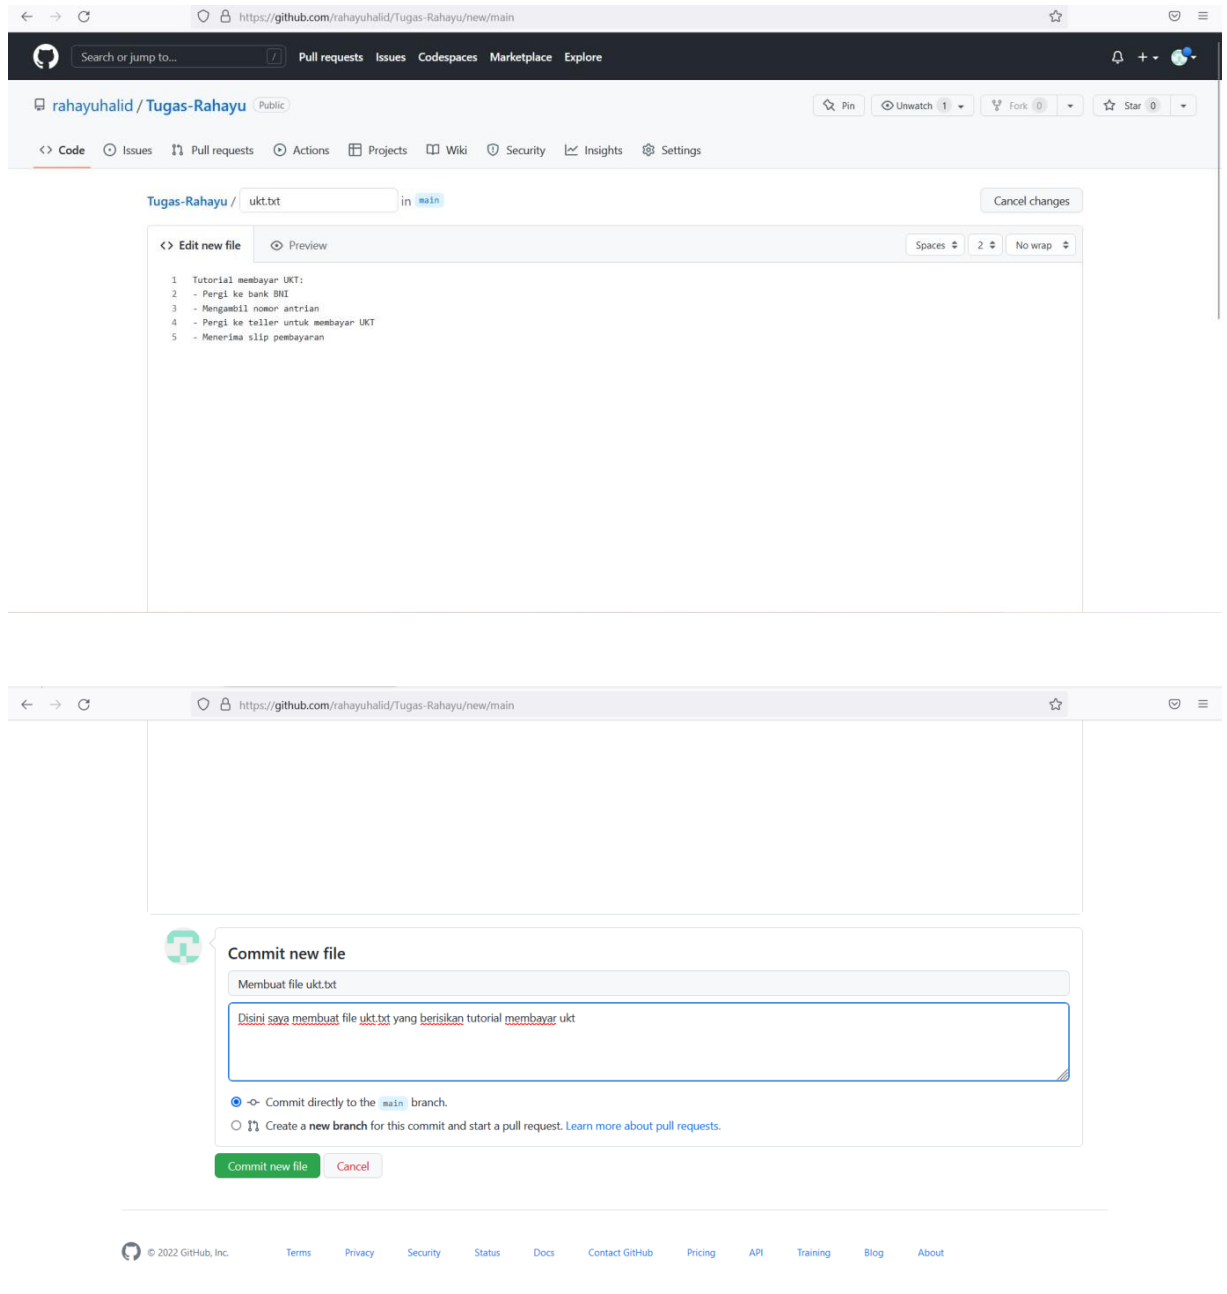 https://github.com/rahayuhalid/Tugas-Rahayu/new/main
Search or jump to... / Pull requests Issues Codespaces Marketplace Explore
rahayuhalid / Tugas-Rahayu Public Pin Unwatch 1 Fork 0 Star 0
<> Code Issues Pull requests Actions Projects Wiki Security Insights Settings
Tugas-Rahayu / ukt.txt in main Cancel changes
<> Edit new file Preview Spaces 2 No wrap
1 Tutorial membayar UKT:
2 - Pergi ke bank BNI
3 - Mengambil nomor antrian
4 - Pergi ke teller untuk membayar UKT
5 - Menerima slip pembayaran
https://github.com/rahayuhalid/Tugas-Rahayu/new/main
Commit new file
Membuat file ukt.txt
Disini saya membuat file ukt.txt yang berisikan tutorial membayar ukt
Commit directly to the main branch.
Create a new branch for this commit and start a pull request. Learn more about pull requests.
Commit new file Cancel
© 2022 GitHub, Inc. Terms Privacy Security Status Docs Contact GitHub Pricing API Training Blog About